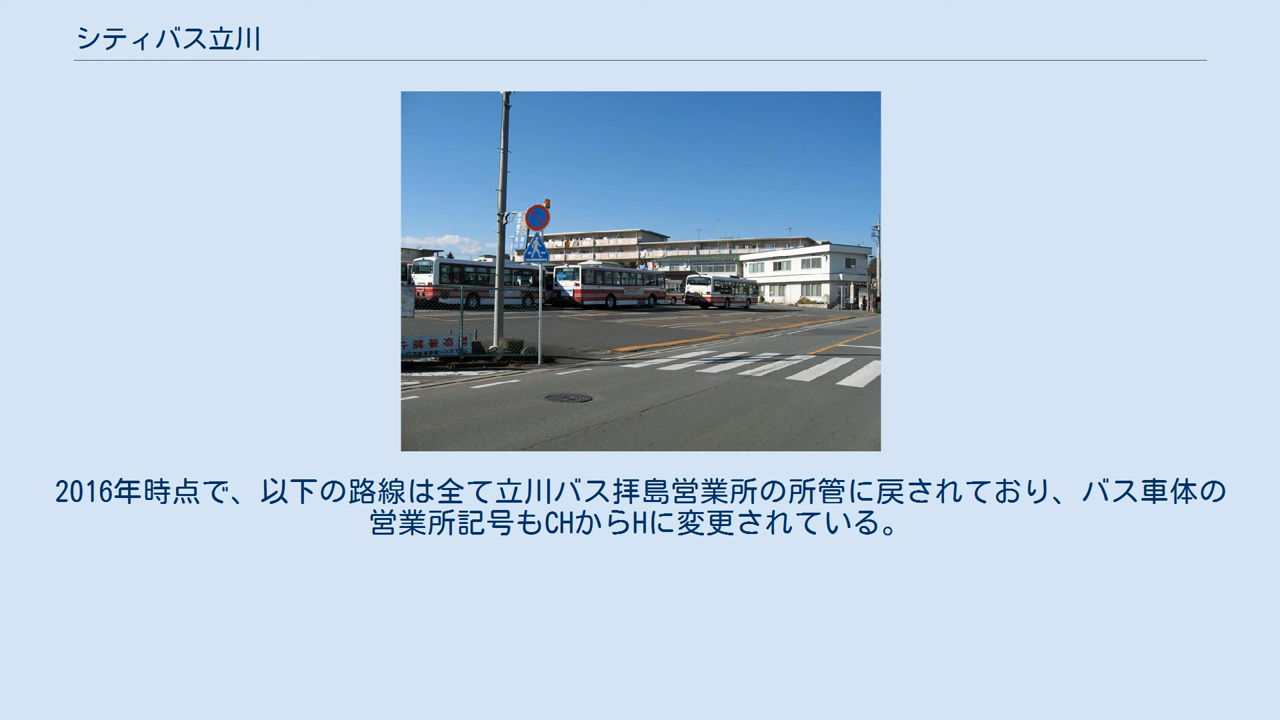 シティバス立川
2016年時点で、以下の路線は全て立川バス拝島営業所の所管に戻されており、バス車体の
営業所記号もCHからHに変更されている。